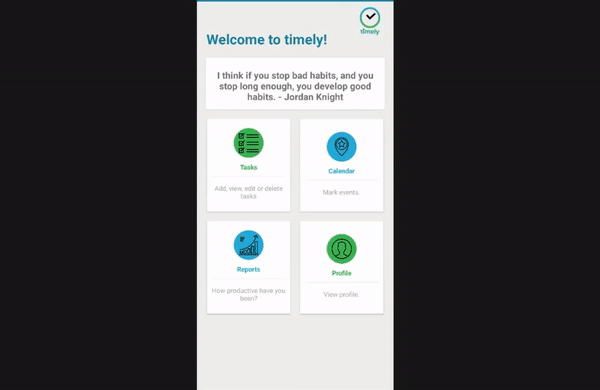 timely
Welcome to timely!
I think if you stop bad habits, and you
stop long enough, you develop good
habits. - Jordan Knight
Tasks
Add, view, edit or delete
tasks
Calendar
Mark events.
Reports
How productive have you
been?
Profile
View profile.